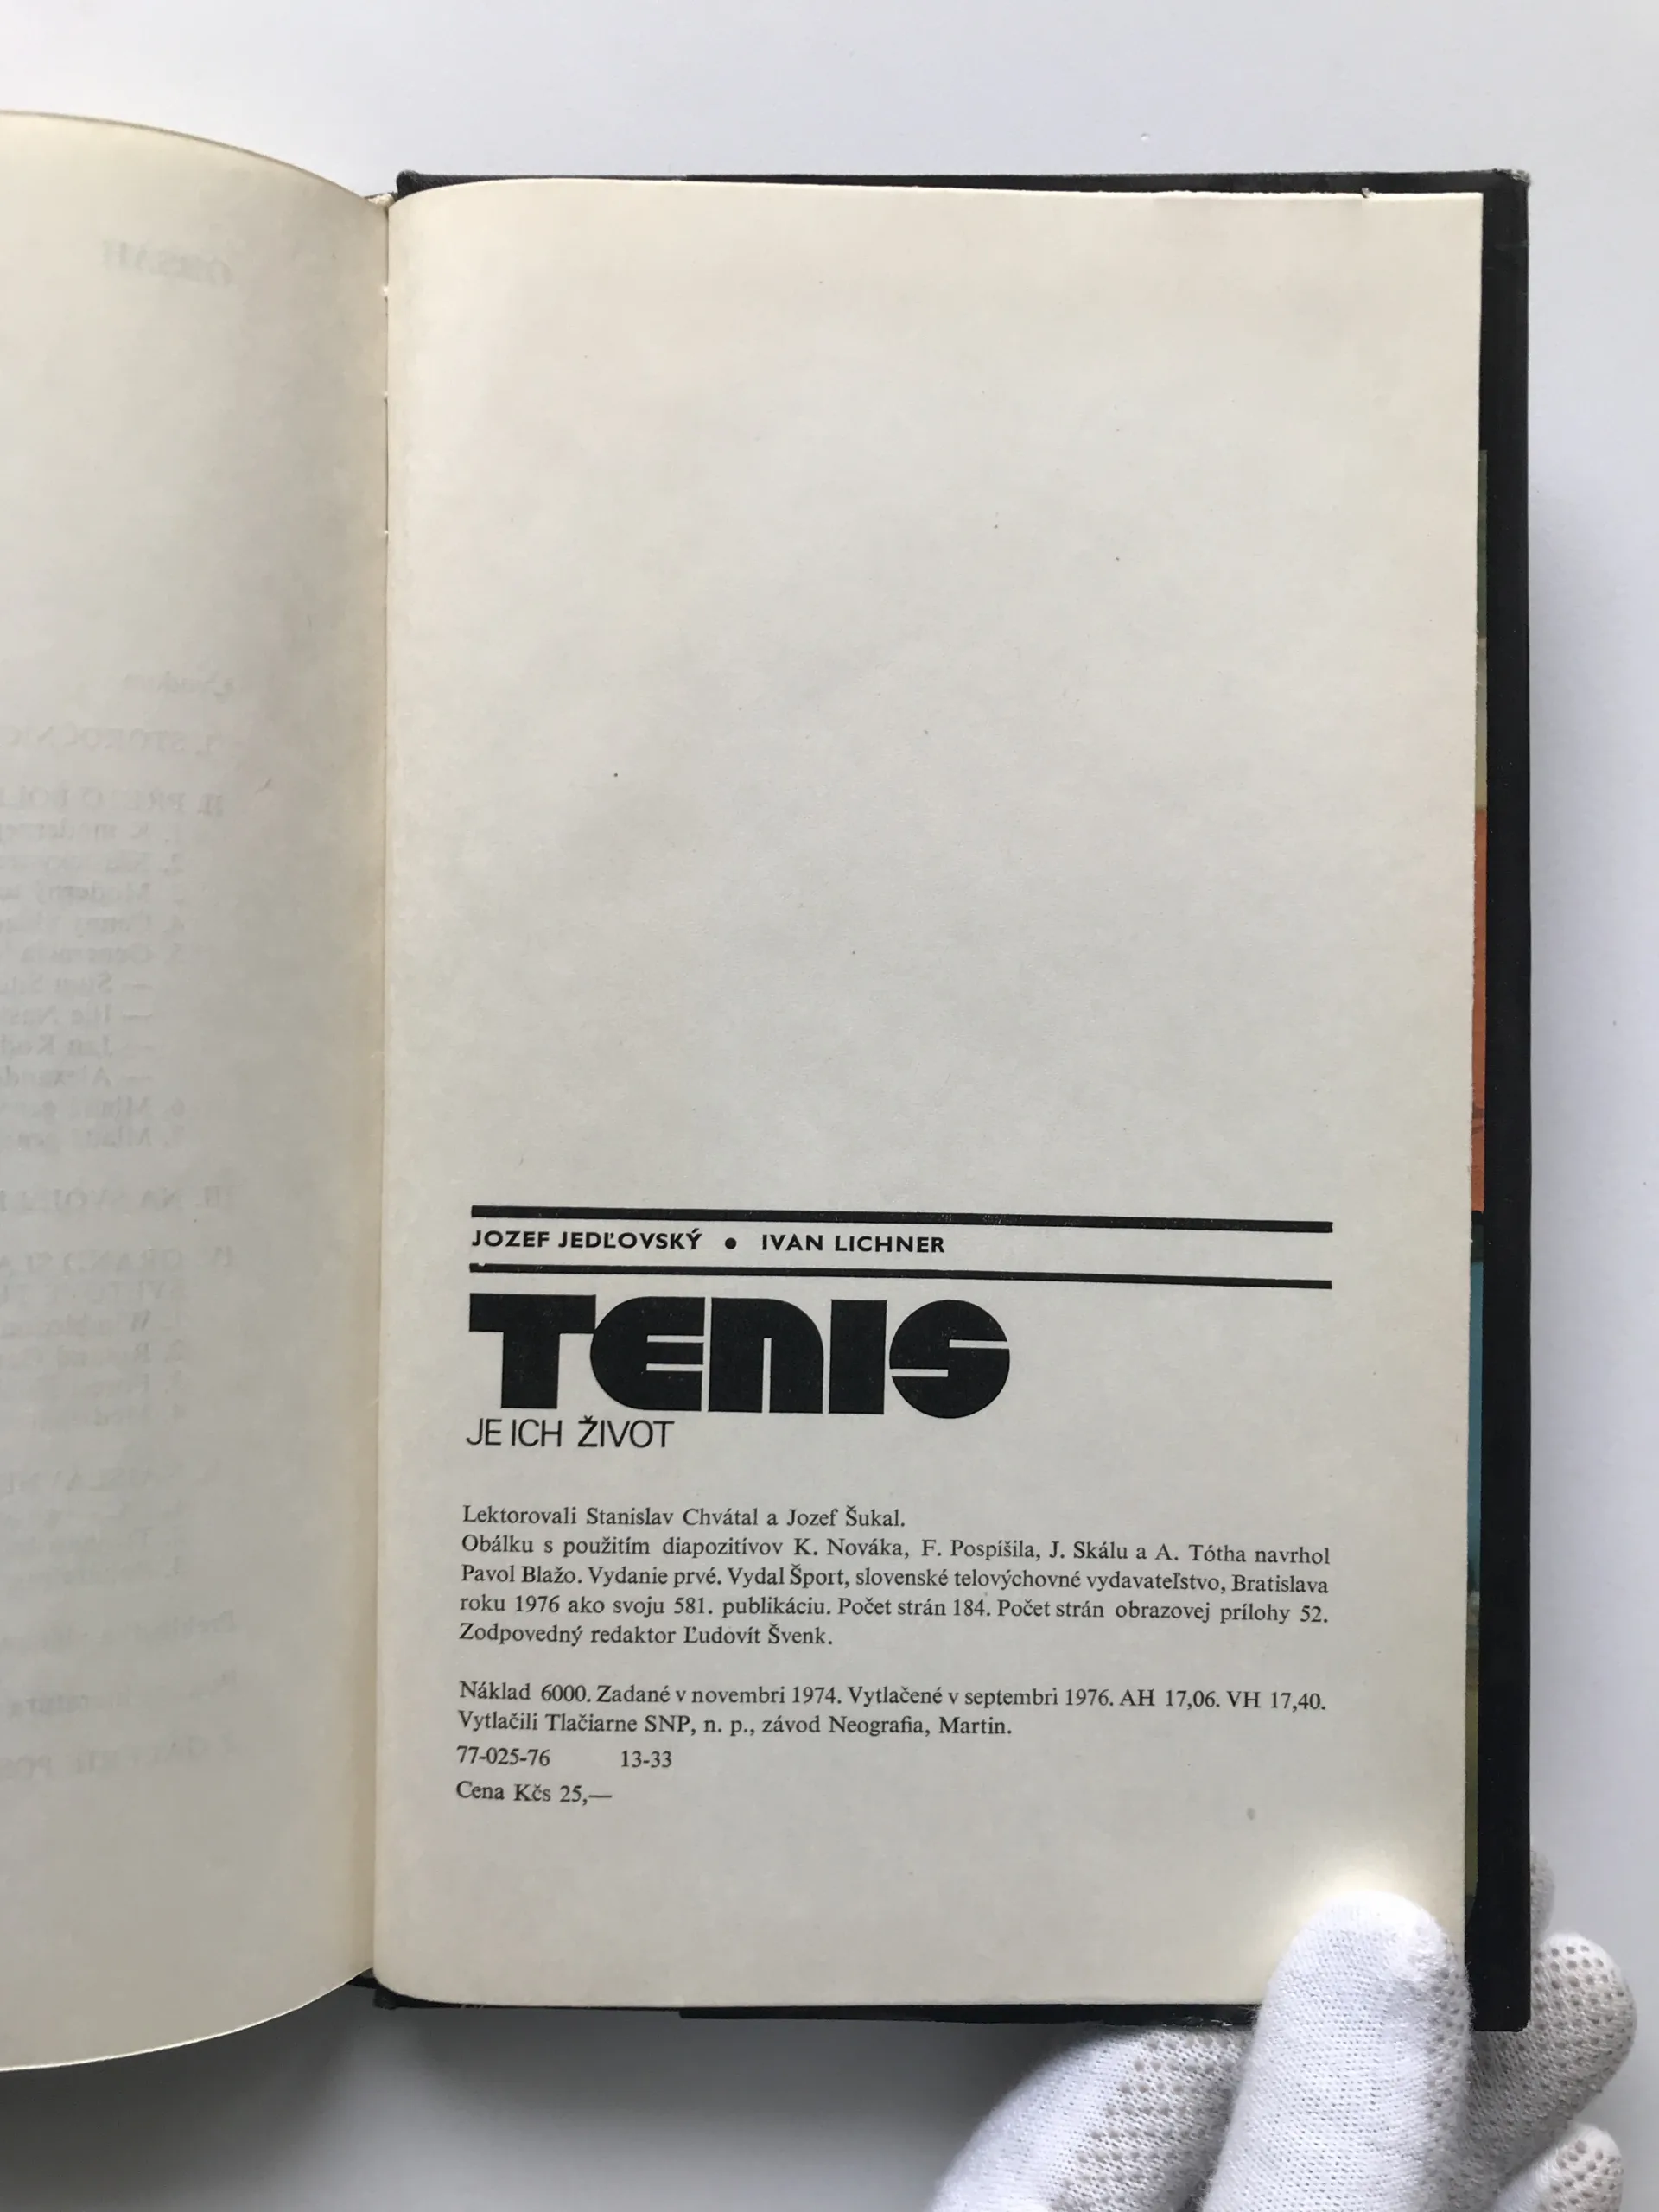 JOZEF JEDĽOVSKÝ ● IVAN LICHNER
TENIS
JE ICH ŽIVOT
Lektorovali Stanislav Chvátal a Jozef Šukal.
Obálku s použitím diapozitívov K. Nováka, F. Pospíšila, J. Skálu a A. Tótha navrhol
Pavol Blažo. Vydanie prvé. Vydal Šport, slovenské telovýchovné vydavateľstvo, Bratislava
roku 1976 ako svoju 581. publikáciu. Počet strán 184. Počet strán obrazovej prílohy 52.
Zodpovedný redaktor Ľudovít Švenk.
Náklad 6000. Zadané v novembri 1974. Vytlačené v septembri 1976. AH 17,06. VH 17,40.
Vytlačili Tlačiarne SNP, n. p., závod Neografia, Martin.
77-025-76 13-33
Cena Kčs 25,—